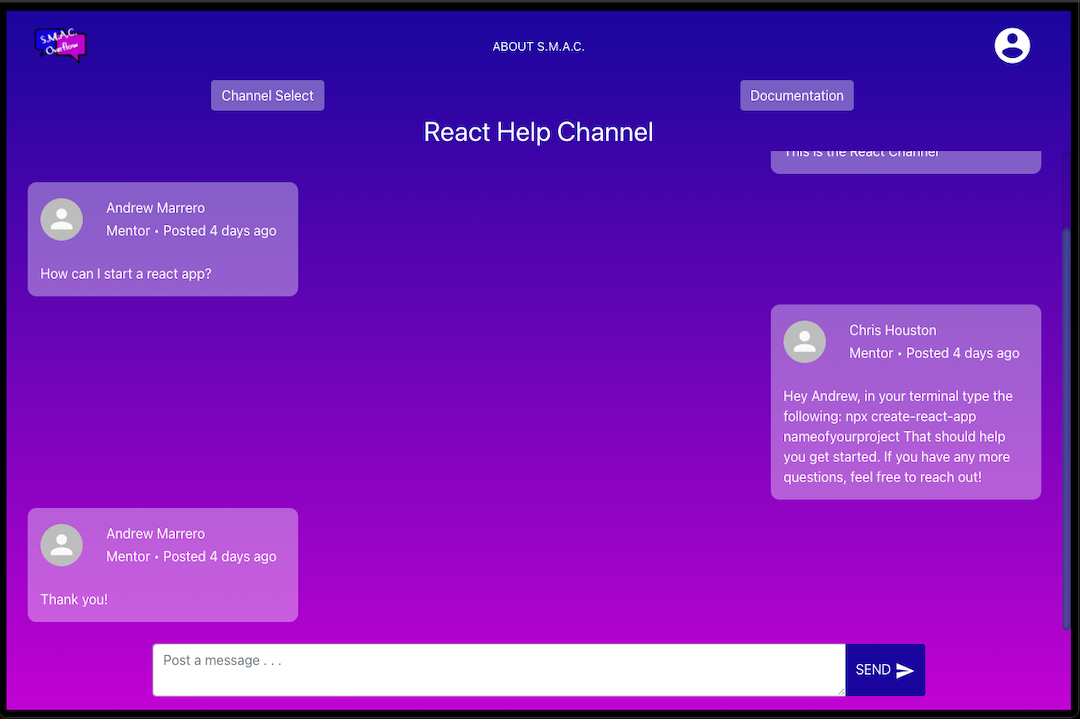 S.M.A.C.
Overflow
ABOUT S.M.A.C.
Channel Select
Documentation
React Help Channel
This is the React Channel
Andrew Marrero
Mentor • Posted 4 days ago
How can I start a react app?
Chris Houston
Mentor • Posted 4 days ago
Hey Andrew, in your terminal type the
following: npx create-react-app
nameofyourproject That should help
you get started. If you have any more
questions, feel free to reach out!
Andrew Marrero
Mentor • Posted 4 days ago
Thank you!
Post a message . . .
SEND